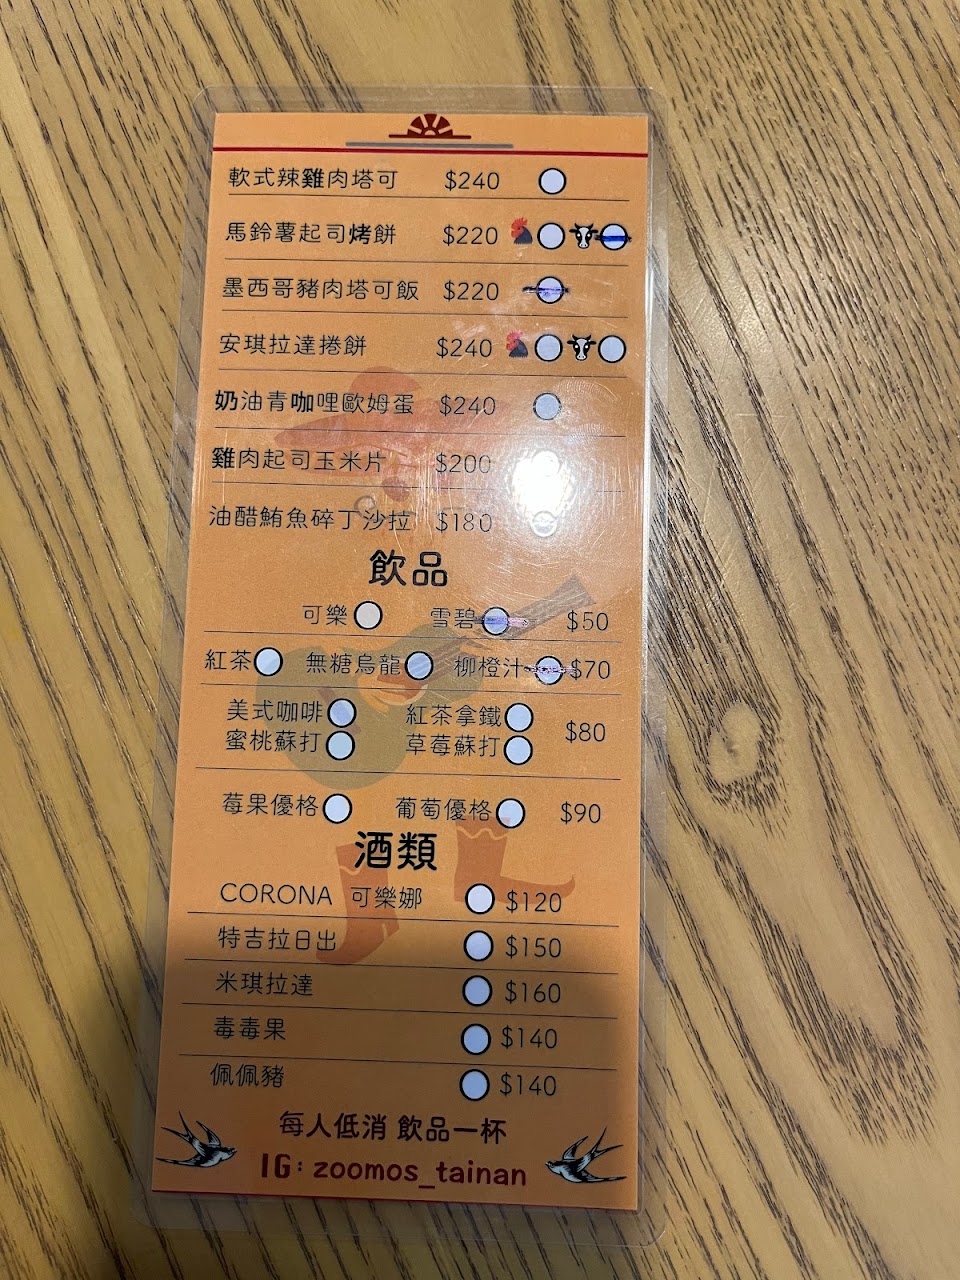 軟式辣雞肉塔可 $240
馬鈴薯起司烤餅 $220
墨西哥豬肉塔可飯 $220
安琪拉達捲餅 $240
奶油青咖哩歐姆蛋 $240
雞肉起司玉米片 $200
油醋鮪魚碎丁沙拉 $180
飲品
可樂 雪碧 $50
紅茶 無糖烏龍 柳橙汁 $70
美式咖啡 紅茶拿鐵 $80
蜜桃蘇打 草莓蘇打
莓果優格 葡萄優格 $90
酒類
CORONA 可樂娜 $120
特吉拉日出 $150
米琪拉達 $160
毒毒果 $140
佩佩豬 $140
每人低消 飲品一杯
IG: zoomos_tainan